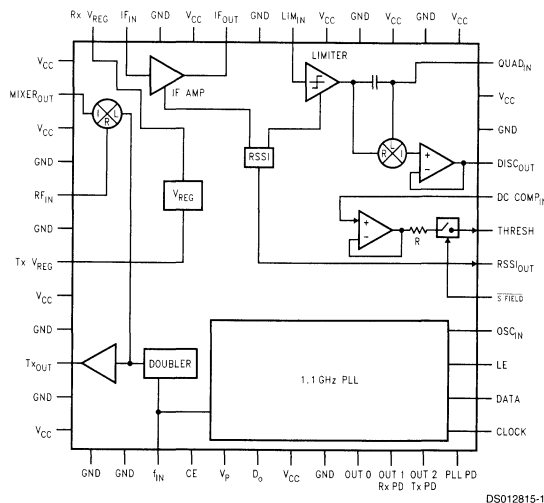 Rx VREG IFIN GND VCC IFOUT GND LIMIN VCC GND VCC GND VCC
LIMITER
VCC
QUADIN
IF AMP
MIXEROUT
VCC
I L
R
VCC
GND
RSSI
R L I
+
−
GND
DISCOUT
VREG
RFIN
DC COMPIN
+
−
GND
THRESH
R
Tx VREG
RSSIOUT
VCC
S FIELD
GND
OSCIN
TxOUT
DOUBLER
1.1 GHz PLL
LE
GND
DATA
VCC
CLOCK
GND GND fIN CE VP Do VCC GND OUT 0 OUT 1 OUT 2 PLL PD
Rx PD Tx PD
DS012815-1